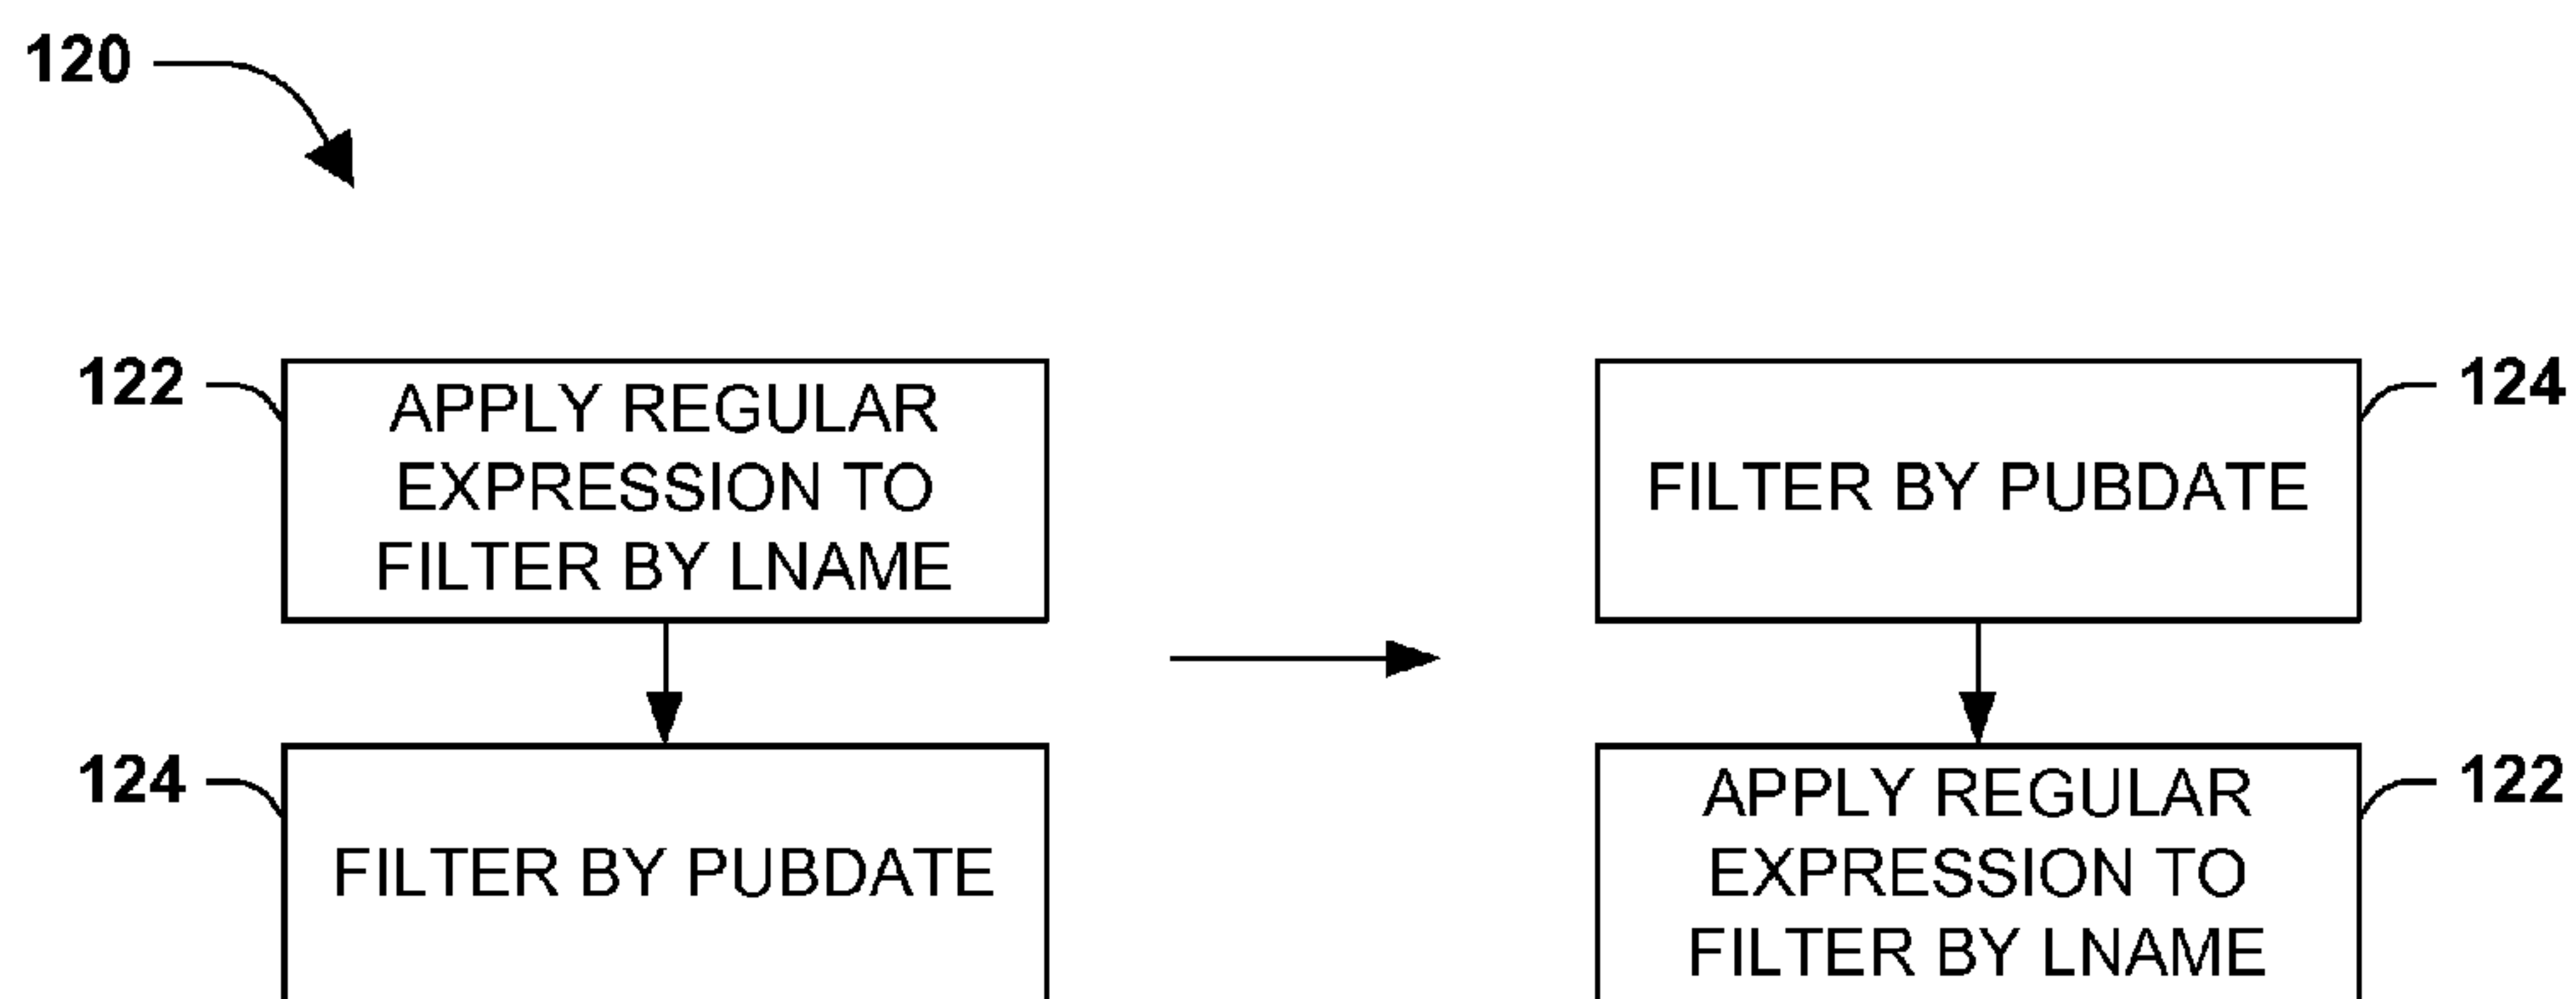 120
122
APPLY REGULAR
EXPRESSION TO
FILTER BY LNAME
124
FILTER BY PUBDATE
124
FILTER BY PUBDATE
122
APPLY REGULAR
EXPRESSION TO
FILTER BY LNAME